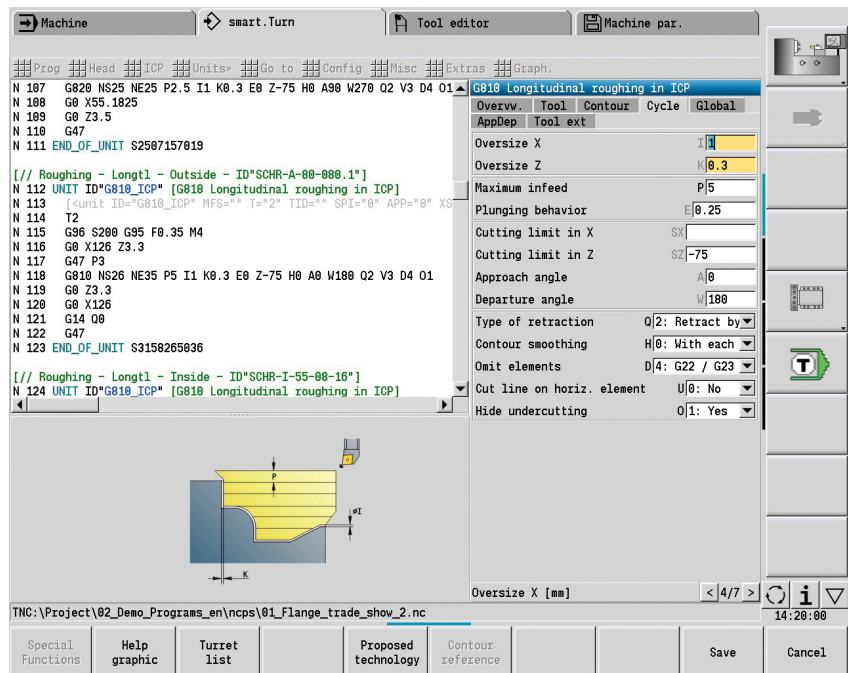 Machine
smart.Turn
Tool editor
Machine par.
Prog Head ICP Units» Go to Config Misc Extras Graph.
N 107 G820 NS25 NE25 P2.5 I1 K0.3 E0 Z-75 H0 A90 W270 Q2 V3 D4 O1
N 108 G0 X55.1825
N 109 G0 Z3.5
N 110 G47
N 111 END_OF_UNIT S2507157019
[// Roughing - Longtl - Outside - ID"SCHR-A-80-080.1"]
N 112 UNIT ID"G810_ICP" [G810 Longitudinal roughing in ICP]
N 113 [<unit ID="G810_ICP" MFS="" T="2" TID="" SPI="0" APP="0" XS
N 114 T2
N 115 G96 S200 G95 F0.35 M4
N 116 G0 X126 Z3.3
N 117 G47 P3
N 118 G810 NS26 NE35 P5 I1 K0.3 E0 Z-75 H0 A0 W180 Q2 V3 D4 O1
N 119 G0 Z3.3
N 120 G0 X126
N 121 G14 Q0
N 122 G47
N 123 END_OF_UNIT S3158265036
[// Roughing - Longtl - Inside - ID"SCHR-I-55-08-16"]
N 124 UNIT ID"G810_ICP" [G810 Longitudinal roughing in ICP]
G810 Longitudinal roughing in ICP
Overvw. Tool Contour Cycle Global
AppDep Tool ext
Oversize X I 1
Oversize Z K 0.3
Maximum infeed P 5
Plunging behavior E 0.25
Cutting limit in X SX
Cutting limit in Z SZ -75
Approach angle A 0
Departure angle W 180
Type of retraction Q 2: Retract by
Contour smoothing H 0: With each
Omit elements D 4: G22 / G23
Cut line on horiz. element U 0: No
Hide undercutting O 1: Yes
P
øI
K
T
Oversize X [mm] < 4/7 >
TNC:\Project\02_Demo_Programs_en\ncps\01_Flange_trade_show_2.nc
i
14:20:00
Special Functions
Help graphic
Turret list
Proposed technology
Contour reference
Save
Cancel